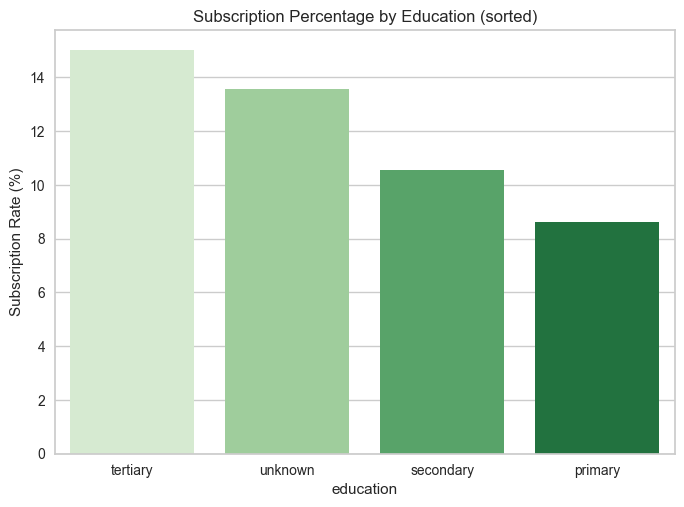 Subscription Percentage by Education (sorted)
Subscription Rate (%)
14
12
10
8
6
4
2
0
tertiary unknown secondary primary
education